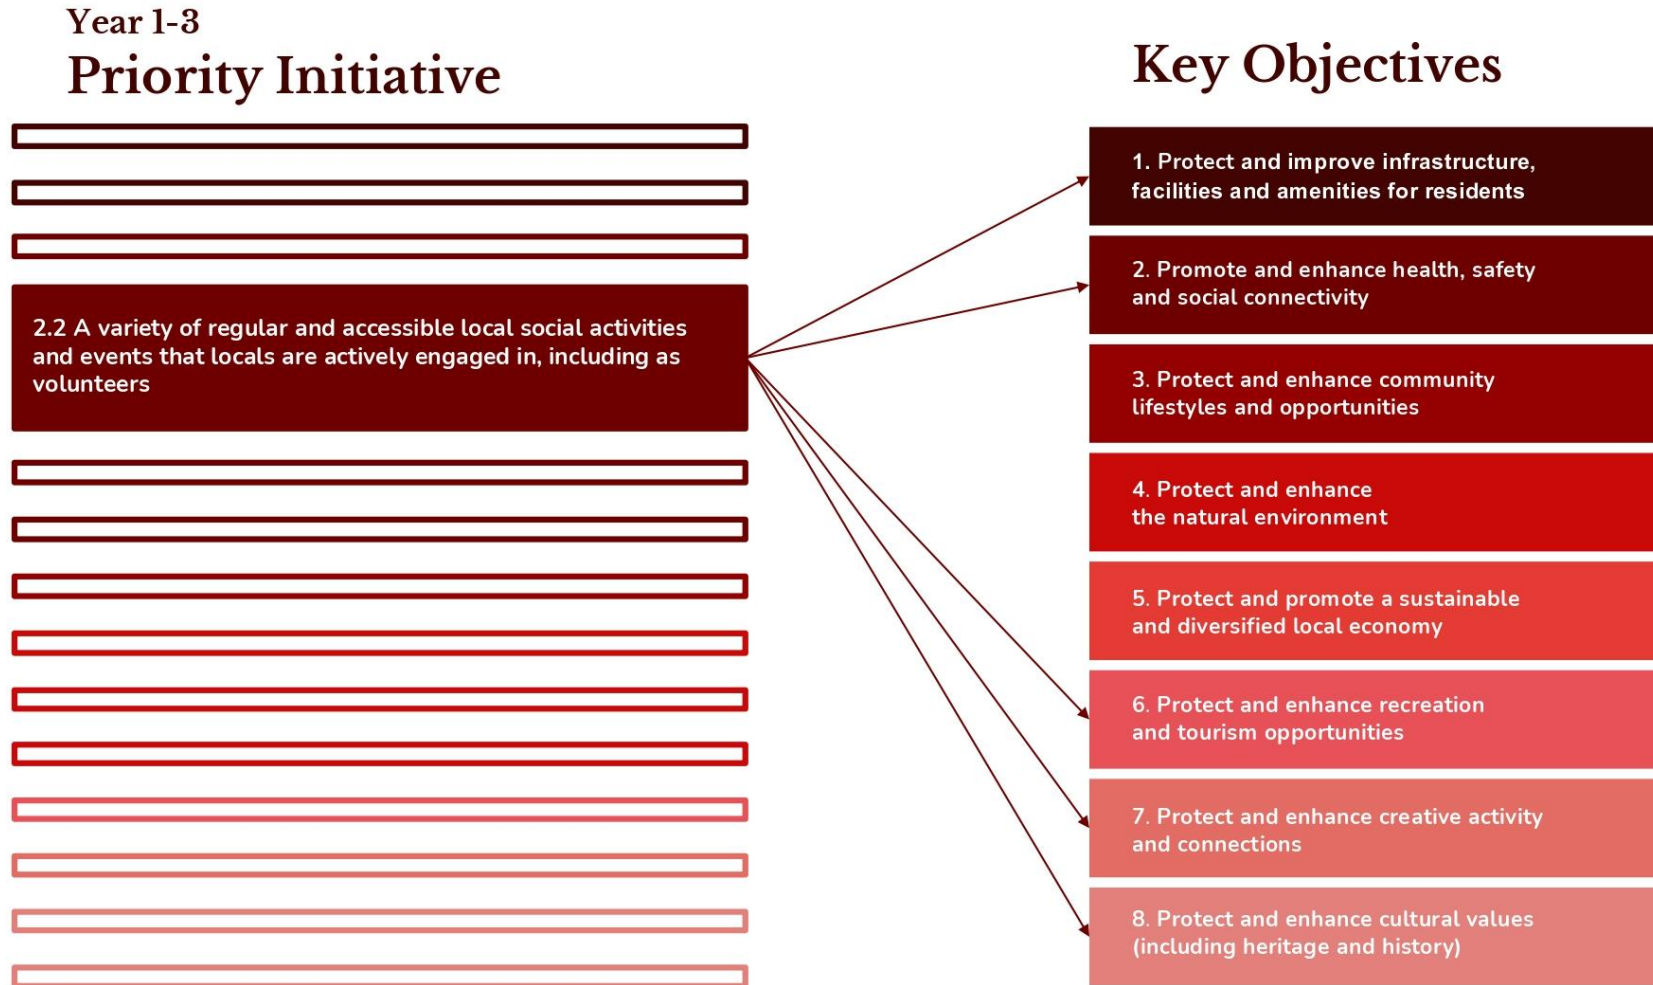 Year 1-3
Priority Initiative
2.2 A variety of regular and accessible local social activities
and events that locals are actively engaged in, including as
volunteers
Key Objectives
1. Protect and improve infrastructure,
facilities and amenities for residents
2. Promote and enhance health, safety
and social connectivity
3. Protect and enhance community
lifestyles and opportunities
4. Protect and enhance
the natural environment
5. Protect and promote a sustainable
and diversified local economy
6. Protect and enhance recreation
and tourism opportunities
7. Protect and enhance creative activity
and connections
8. Protect and enhance cultural values
(including heritage and history)